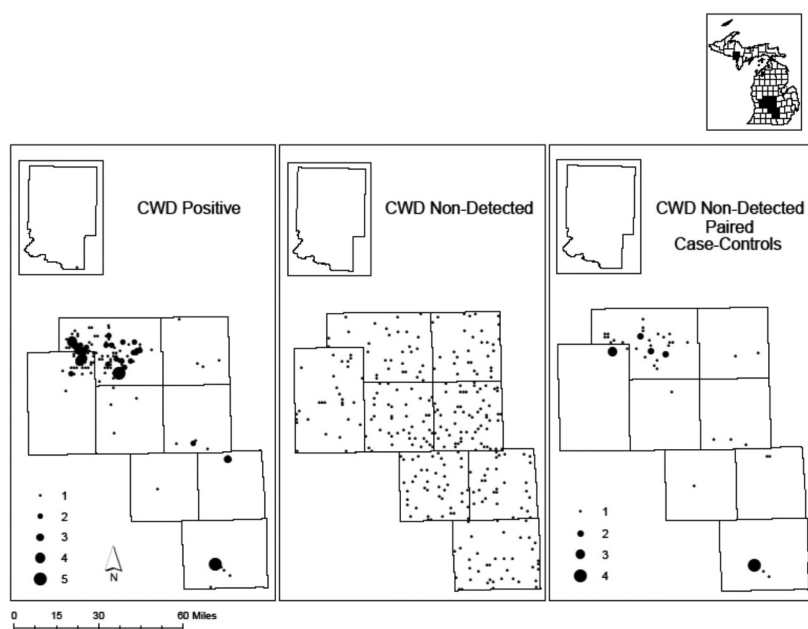 CWD Positive
CWD Non-Detected
CWD Non-Detected
Paired
Case-Controls
1
2
3
4
5
N
1
2
3
4
0 15 30 60 Miles